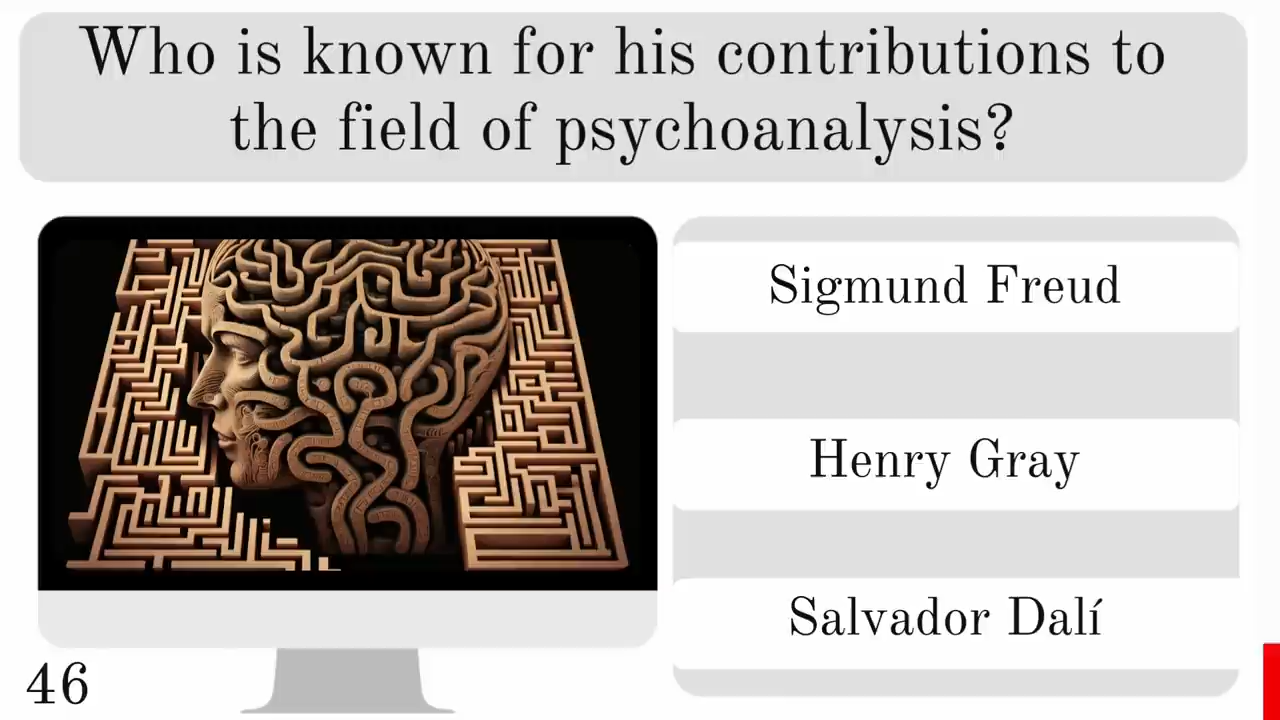 Who is known for his contributions to
the field of psychoanalysis?
Sigmund Freud
Henry Gray
Salvador Dalí
46